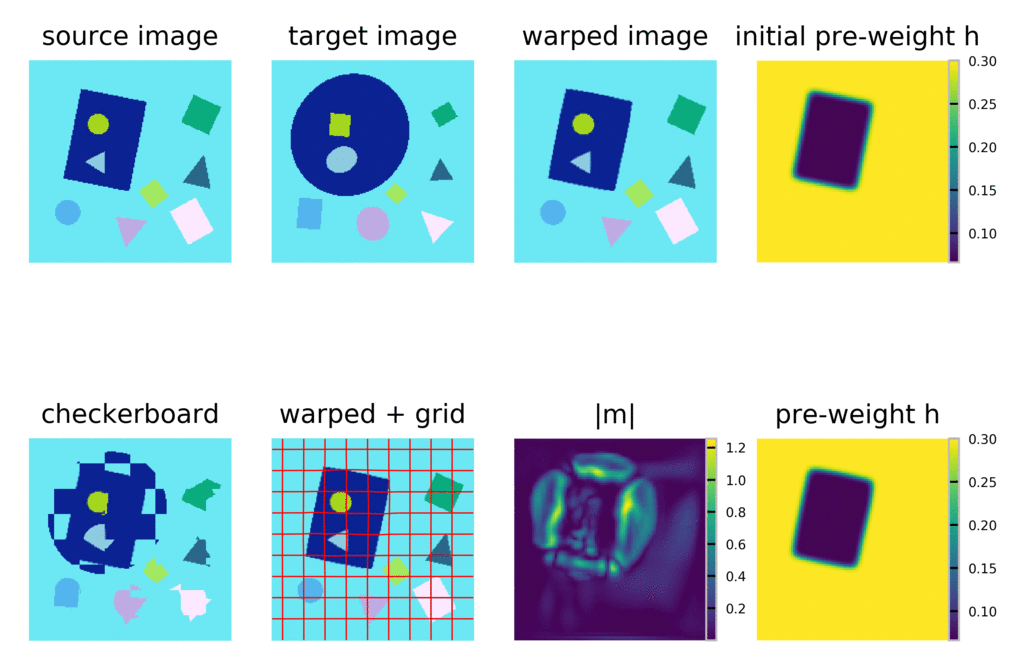 source image
target image
warped image
initial pre-weight h
0.30
0.25
0.20
0.15
0.10
checkerboard
warped + grid
|m|
pre-weight h
1.2
1.0
0.8
0.6
0.4
0.2
0.30
0.25
0.20
0.15
0.10